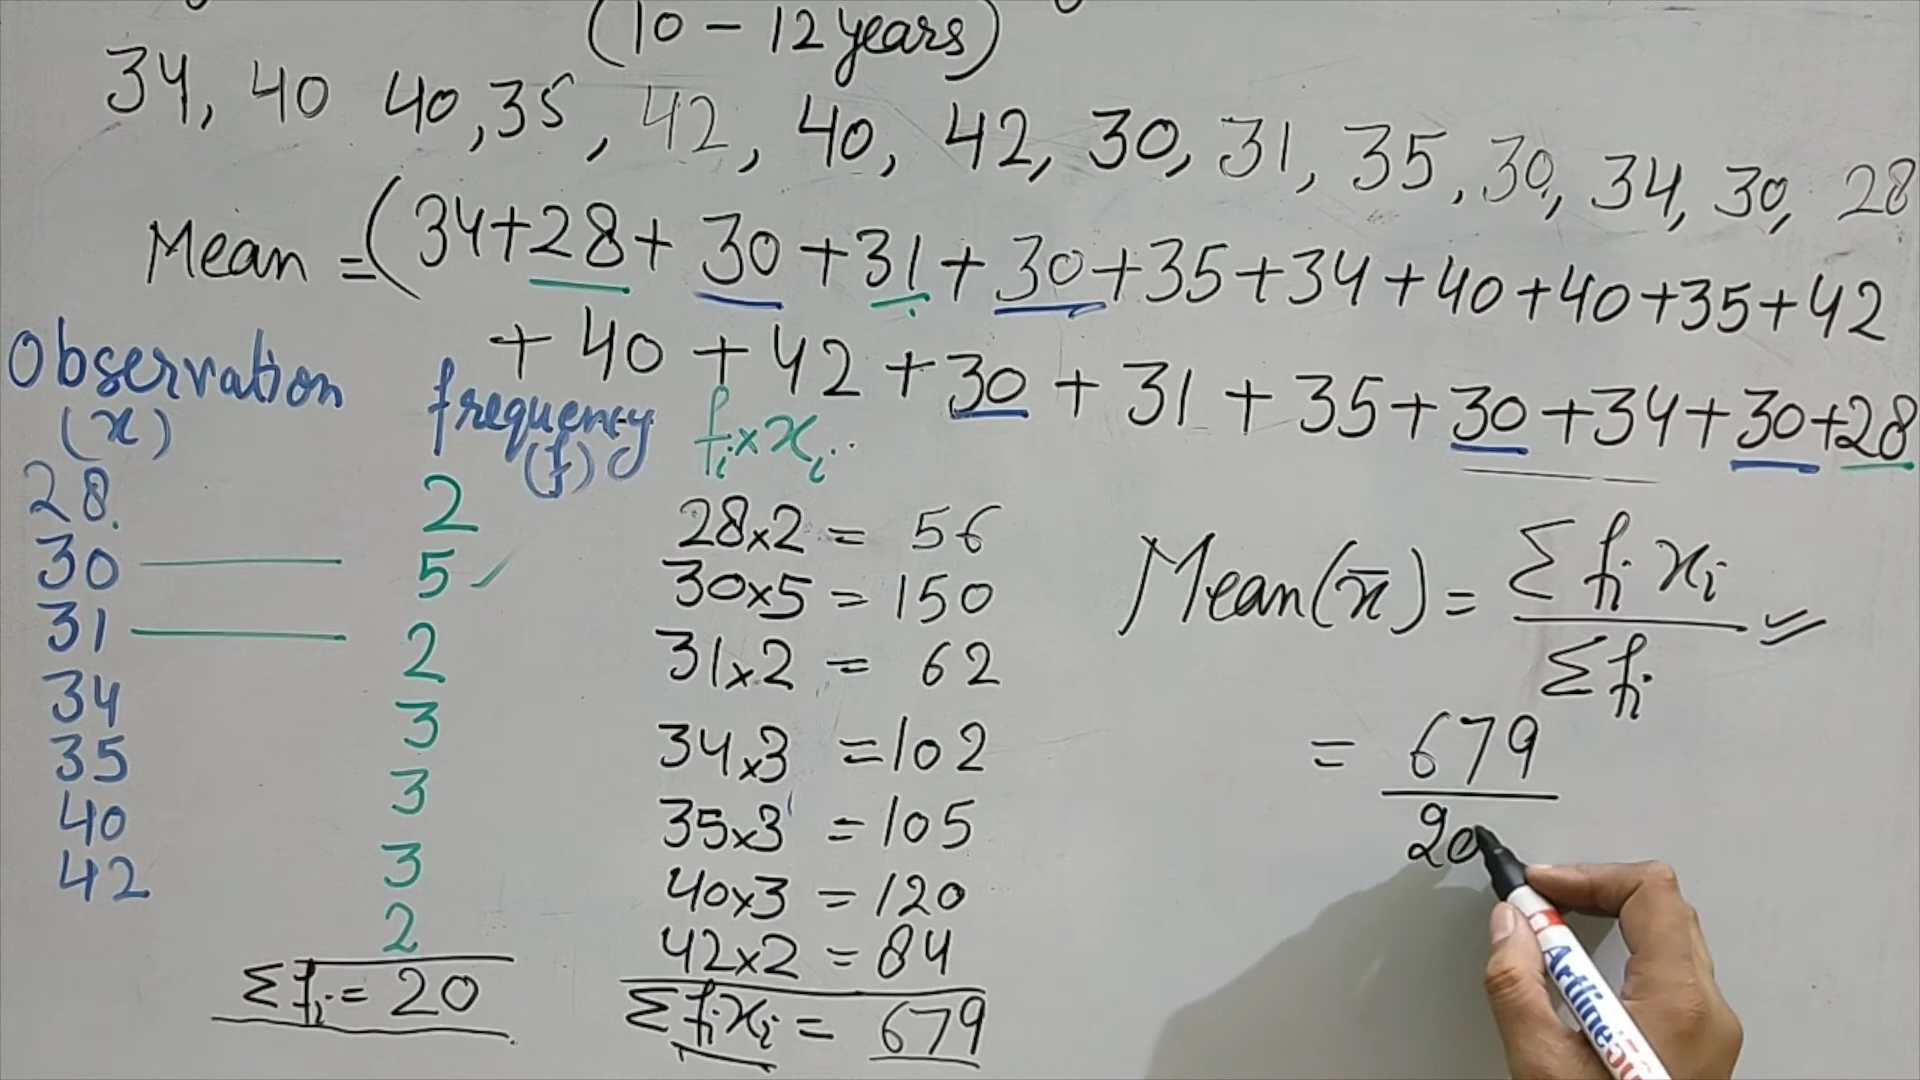 (10 - 12 years)
34, 40 40, 35, 42, 40, 42, 30, 31, 35, 30, 34, 30, 28
Mean = (34+28+30+31+30+35+34+40+40+35+42
+ 40 + 42 + 30 + 31 + 35 + 30 + 34 + 30 + 28
Observation (x) frequency (f) fᵢ × xᵢ
28 2 28×2 = 56
30 5 ✓ 30×5 = 150
31 2 31×2 = 62
34 3 34×3 = 102
35 3 35×3 = 105
40 3 40×3 = 120
42 2 42×2 = 84
Σfᵢ = 20 Σfᵢxᵢ = 679
Mean(x̄) = Σfᵢxᵢ / Σfᵢ
= 679 / 20
Artline